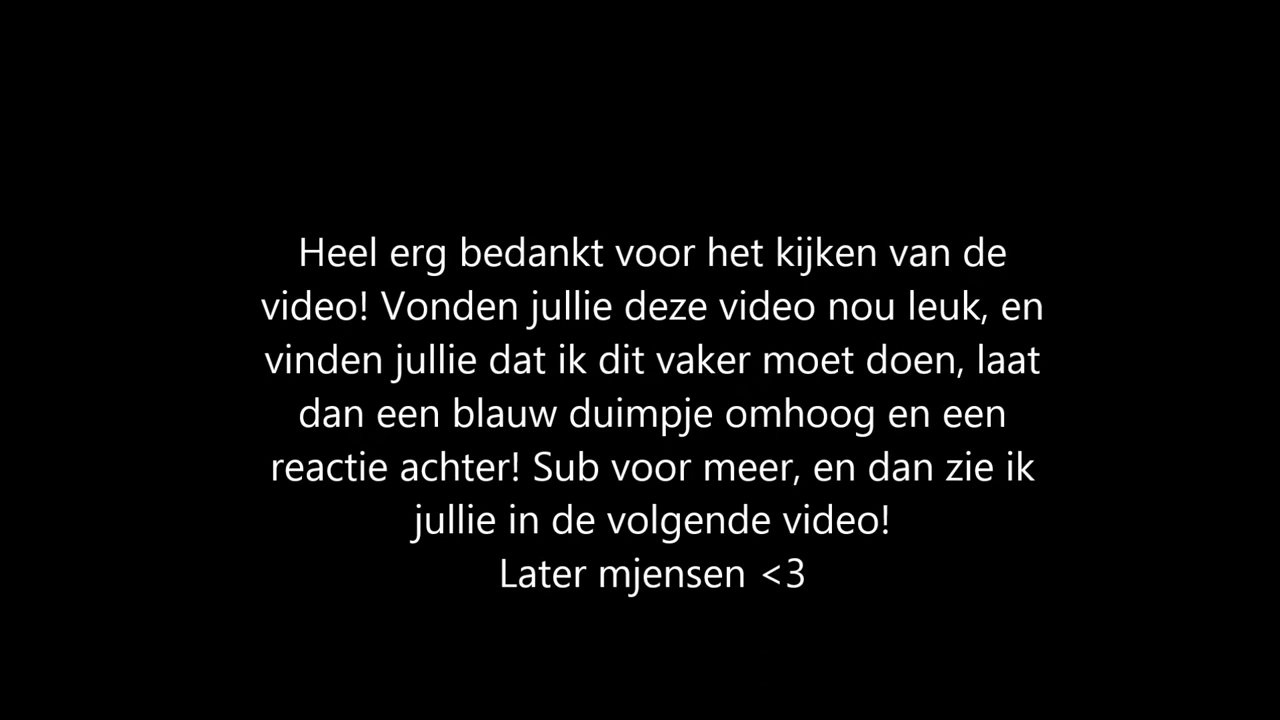 Heel erg bedankt voor het kijken van de
video! Vonden jullie deze video nou leuk, en
vinden jullie dat ik dit vaker moet doen, laat
dan een blauw duimpje omhoog en een
reactie achter! Sub voor meer, en dan zie ik
jullie in de volgende video!
Later mjensen <3